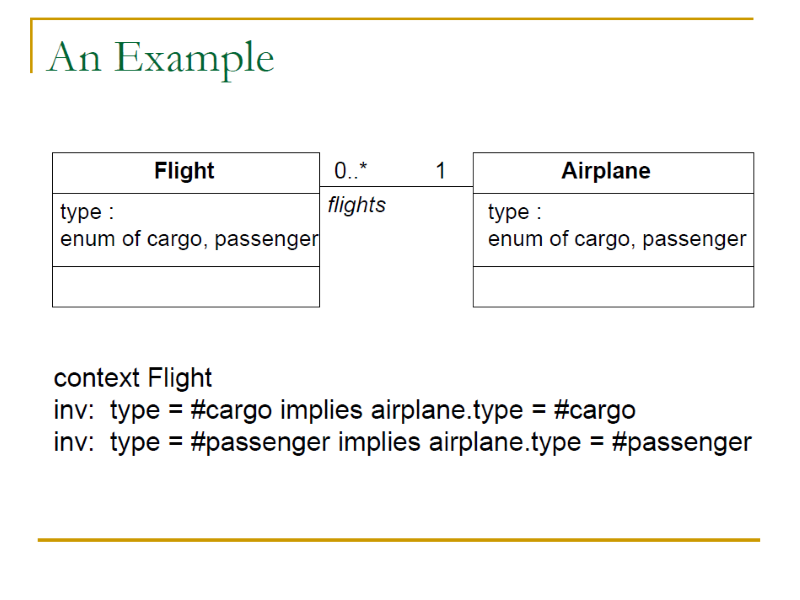 An Example
Flight
0..*
1
Airplane
type :
enum of cargo, passenger
flights
type :
enum of cargo, passenger
context Flight
inv:  type = #cargo implies airplane.type = #cargo
inv:  type = #passenger implies airplane.type = #passenger